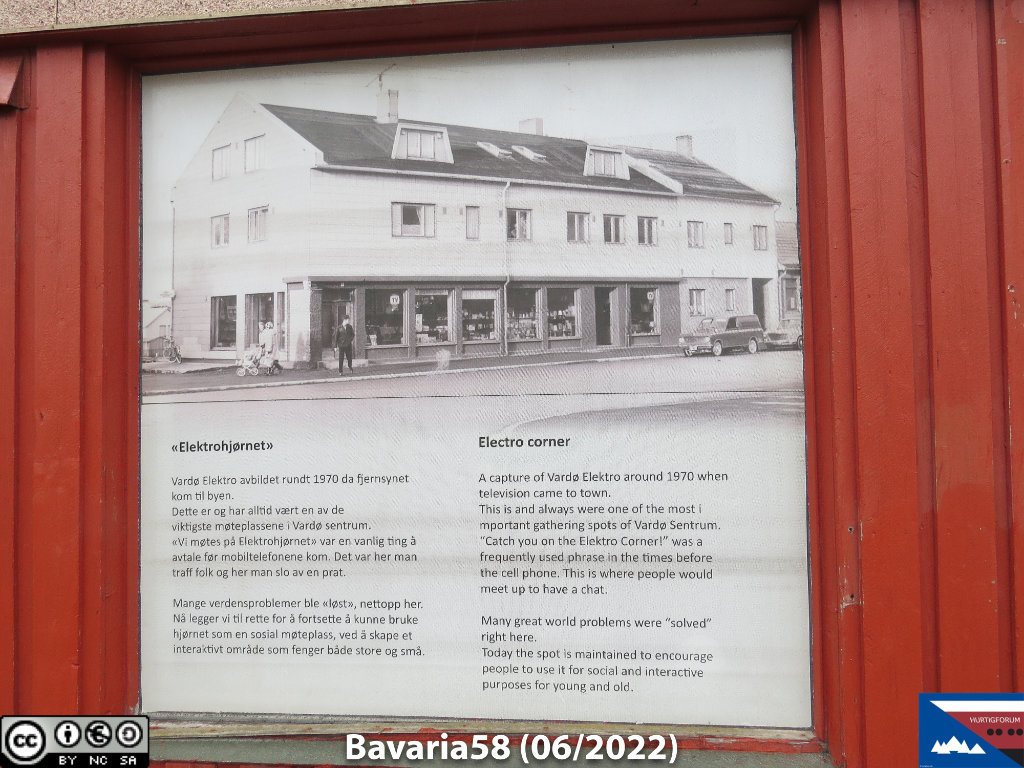 «Elektrohjørnet»
Vardø Elektro avbildet rundt 1970 da fjernsynet
kom til byen.
Dette er og har alltid vært en av de
viktigste møteplassene i Vardø sentrum.
«Vi møtes på Elektrohjørnet» var en vanlig ting å
avtale før mobiltelefonene kom. Det var her man
traff folk og her man slo av en prat.
Mange verdensproblemer ble «løst», nettopp her.
Nå legger vi til rette for å fortsette å kunne bruke
hjørnet som en sosial møteplass, ved å skape et
interaktivt område som fenger både store og små.
Electro corner
A capture of Vardø Elektro around 1970 when
television came to town.
This is and always were one of the most i
mportant gathering spots of Vardø Sentrum.
"Catch you on the Elektro Corner!" was a
frequently used phrase in the times before
the cell phone. This is where people would
meet up to have a chat.
Many great world problems were "solved"
right here.
Today the spot is maintained to encourage
people to use it for social and interactive
purposes for young and old.
cc BY NC SA
Bavaria58 (06/2022)
HURTIGFORUM